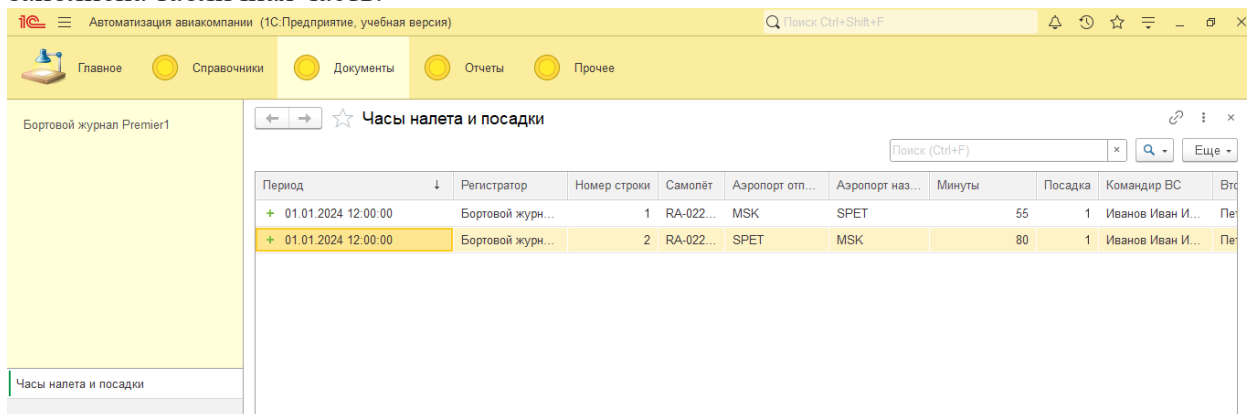 Автоматизация авиакомпании (1С:Предприятие, учебная версия) Поиск Ctrl+Shift+F
Главное Справочники Документы Отчеты Прочее
Бортовой журнал Premier1
Часы налета и посадки
Поиск (Ctrl+F) × Еще
Период ↓ Регистратор Номер строки Самолёт Аэропорт отп... Аэропорт наз... Минуты Посадка Командир ВС Вто
+ 01.01.2024 12:00:00 Бортовой журн... 1 RA-022... MSK SPET 55 1 Иванов Иван И... Пет
+ 01.01.2024 12:00:00 Бортовой журн... 2 RA-022... SPET MSK 80 1 Иванов Иван И... Пет
Часы налета и посадки